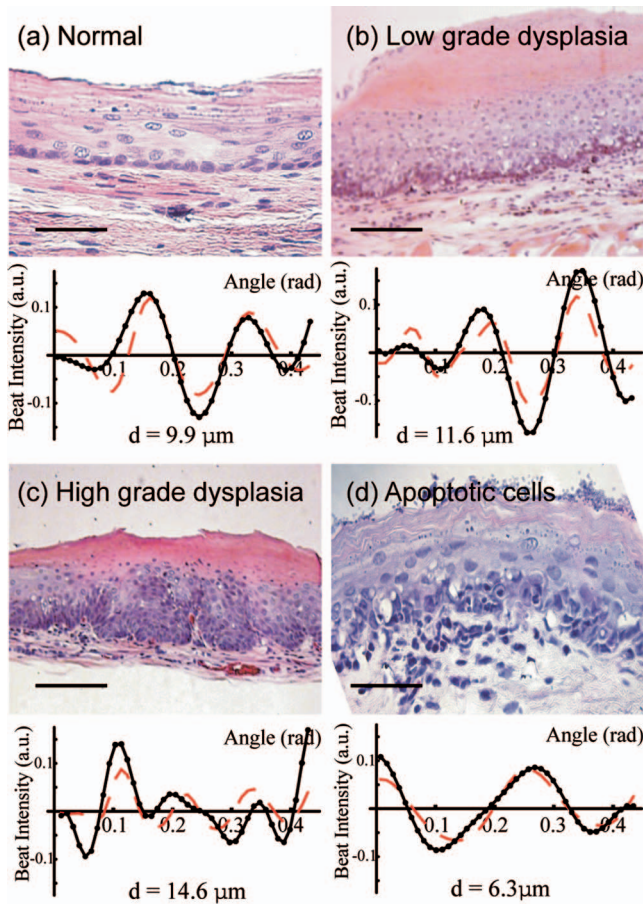 (a) Normal
(b) Low grade dysplasia
Beat Intensity (a.u.)
0.1
-0.1
Angle (rad)
0.1
0.2
0.3
0.4
d = 9.9 μm
Beat Intensity (a.u.)
0.1
-0.1
Angle (rad)
0.1
0.2
0.3
0.4
d = 11.6 μm
(c) High grade dysplasia
(d) Apoptotic cells
Beat Intensity (a.u.)
0.1
-0.1
Angle (rad)
0.1
0.2
0.3
0.4
d = 14.6 μm
Beat Intensity (a.u.)
0.1
-0.1
Angle (rad)
0.1
0.2
0.3
0.4
d = 6.3μm